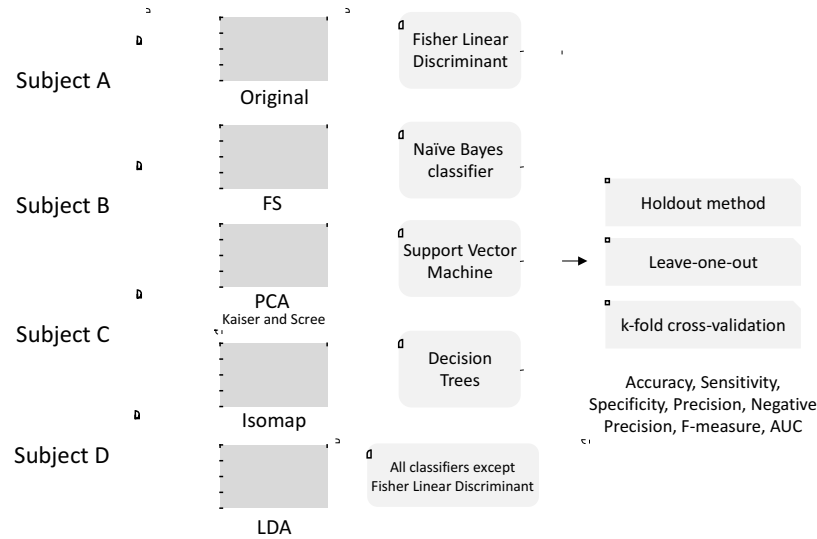 Subject A
Subject B
Subject C
Subject D
Original
FS
PCA
Kaiser and Scree
Isomap
LDA
Fisher Linear
Discriminant
Naïve Bayes
classifier
Support Vector
Machine
Decision
Trees
All classifiers except
Fisher Linear Discriminant
Holdout method
Leave-one-out
k-fold cross-validation
Accuracy, Sensitivity,
Specificity, Precision, Negative
Precision, F-measure, AUC